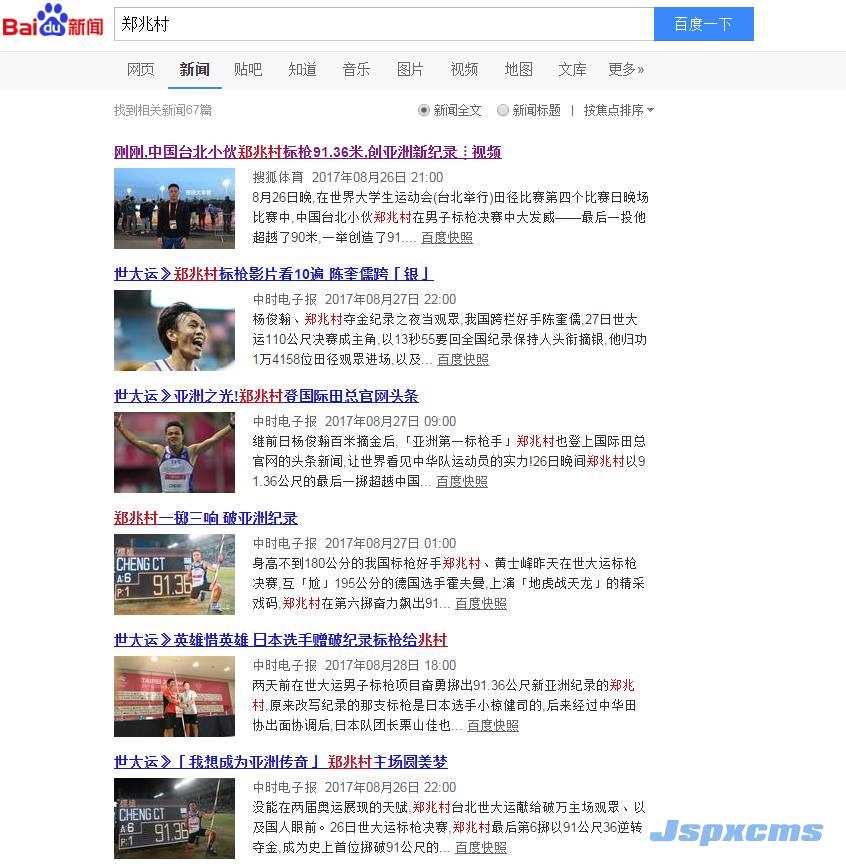 Bai du 新闻
郑兆村
百度一下
网页 新闻 贴吧 知道 音乐 图片 视频 地图 文库 更多»
找到相关新闻67篇 新闻全文 新闻标题 | 按焦点排序
刚刚,中国台北小伙郑兆村标枪91.36米,创亚洲新纪录┊视频
搜狐体育 2017年08月26日 21:00
8月26日晚,在世界大学生运动会(台北举行)田径比赛第四个比赛日晚场
比赛中,中国台北小伙郑兆村在男子标枪决赛中大发威——最后一投他
超越了90米,一举创造了91.... 百度快照
世大运》郑兆村标枪影片看10遍 陈奎儒跨「银」
中时电子报 2017年08月27日 22:00
杨俊瀚、郑兆村夺金纪录之夜当观眾,我国跨栏好手陈奎儒,27日世大
运110公尺决赛成主角,以13秒55要回全国纪录保持人头衔摘银,他归功
1万4158位田径观眾进场,以及... 百度快照
世大运》亚洲之光!郑兆村登国际田总官网头条
中时电子报 2017年08月27日 09:00
继前日杨俊瀚百米摘金后,「亚洲第一标枪手」郑兆村也登上国际田总
官网的头条新闻,让世界看见中华队运动员的实力!26日晚间郑兆村以9
1.36公尺的最后一掷超越中国... 百度快照
郑兆村一掷三响 破亚洲纪录
中时电子报 2017年08月27日 01:00
身高不到180公分的我国标枪好手郑兆村、黄士峰昨天在世大运标枪
决赛,互「尬」195公分的德国选手霍夫曼,上演「地虎战天龙」的精采
戏码,郑兆村在第六掷奋力飙出91... 百度快照
CHENG CT
A:6
P:1 91.36
世大运》英雄惜英雄 日本选手赠破纪录标枪给兆村
中时电子报 2017年08月28日 18:00
两天前在世大运男子标枪项目奋勇掷出91.36公尺新亚洲纪录的郑兆
村,原来改写纪录的那支标枪是日本选手小椋健司的,后来经过中华田
协出面协调后,日本队团长栗山佳也... 百度快照
世大运》「我想成为亚洲传奇」 郑兆村主场圆美梦
中时电子报 2017年08月26日 22:00
没能在两届奥运展现的天赋,郑兆村台北世大运献给破万主场观眾、以
及国人眼前。26日世大运标枪决赛,郑兆村最后第6掷以91公尺36逆转
夺金,成为史上首位掷破91公尺的... 百度快照
CHENG CT
A:6
P:1 91.36
Jspxcms